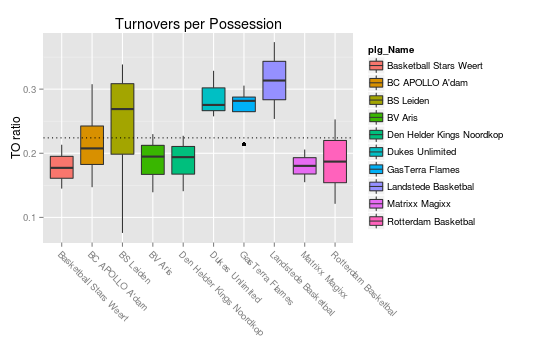 Turnovers per Possession
TO ratio
0.3
0.2
0.1
Basketball Stars Weert
BC APOLLO A'dam
BS Leiden
BV Aris
Den Helder Kings Noordkop
Dukes Unlimited
GasTerra Flames
Landstede Basketbal
Matrixx Magixx
Rotterdam Basketbal
plg_Name
Basketball Stars Weert
BC APOLLO A'dam
BS Leiden
BV Aris
Den Helder Kings Noordkop
Dukes Unlimited
GasTerra Flames
Landstede Basketbal
Matrixx Magixx
Rotterdam Basketbal